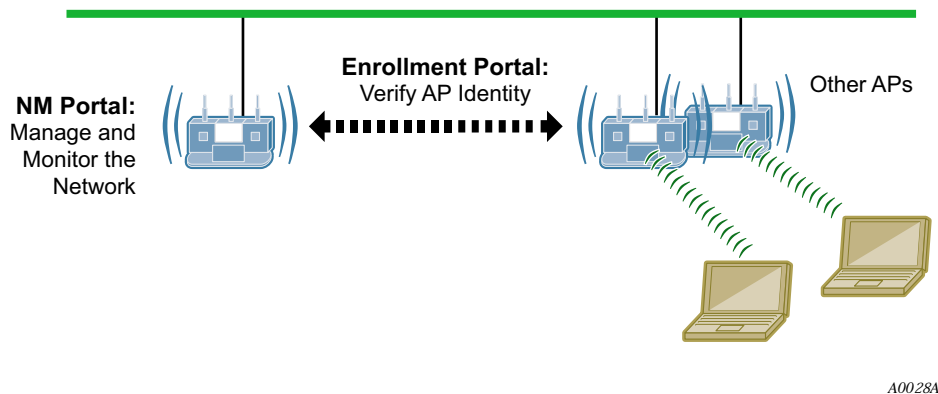 NM Portal:
Manage and
Monitor the
Network
Enrollment Portal:
Verify AP Identity
Other APs
A0028A